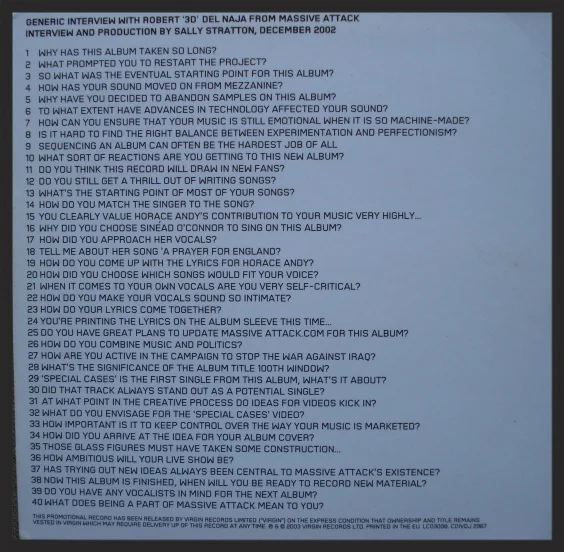 GENERIC INTERVIEW WITH ROBERT '3D' DEL NAJA FROM MASSIVE ATTACK
INTERVIEW AND PRODUCTION BY SALLY STRATTON, DECEMBER 2002
1 WHY HAS THIS ALBUM TAKEN SO LONG?
2 WHAT PROMPTED YOU TO RESTART THE PROJECT?
3 SO WHAT WAS THE EVENTUAL STARTING POINT FOR THIS ALBUM?
4 HOW HAS YOUR SOUND MOVED ON FROM MEZZANINE?
5 WHY HAVE YOU DECIDED TO ABANDON SAMPLES ON THIS ALBUM?
6 TO WHAT EXTENT HAVE ADVANCES IN TECHNOLOGY AFFECTED YOUR SOUND?
7 HOW CAN YOU ENSURE THAT YOUR MUSIC IS STILL EMOTIONAL WHEN IT IS SO MACHINE-MADE?
8 IS IT HARD TO FIND THE RIGHT BALANCE BETWEEN EXPERIMENTATION AND PERFECTIONISM?
9 SEQUENCING AN ALBUM CAN OFTEN BE THE HARDEST JOB OF ALL
10 WHAT SORT OF REACTIONS ARE YOU GETTING TO THIS NEW ALBUM?
11 DO YOU THINK THIS RECORD WILL DRAW IN NEW FANS?
12 DO YOU STILL GET A THRILL OUT OF WRITING SONGS?
13 WHAT'S THE STARTING POINT OF MOST OF YOUR SONGS?
14 HOW DO YOU MATCH THE SINGER TO THE SONG?
15 YOU CLEARLY VALUE HORACE ANDY'S CONTRIBUTION TO YOUR MUSIC VERY HIGHLY...
16 WHY DID YOU CHOOSE SINÉAD O'CONNOR TO SING ON THIS ALBUM?
17 HOW DID YOU APPROACH HER VOCALS?
18 TELL ME ABOUT HER SONG 'A PRAYER FOR ENGLAND?
19 HOW DO YOU COME UP WITH THE LYRICS FOR HORACE ANDY?
20 HOW DID YOU CHOOSE WHICH SONGS WOULD FIT YOUR VOICE?
21 WHEN IT COMES TO YOUR OWN VOCALS ARE YOU VERY SELF-CRITICAL?
22 HOW DO YOU MAKE YOUR VOCALS SOUND SO INTIMATE?
23 HOW DO YOUR LYRICS COME TOGETHER?
24 YOU'RE PRINTING THE LYRICS ON THE ALBUM SLEEVE THIS TIME...
25 DO YOU HAVE GREAT PLANS TO UPDATE MASSIVE ATTACK.COM FOR THIS ALBUM?
26 HOW DO YOU COMBINE MUSIC AND POLITICS?
27 HOW ARE YOU ACTIVE IN THE CAMPAIGN TO STOP THE WAR AGAINST IRAQ?
28 WHAT'S THE SIGNIFICANCE OF THE ALBUM TITLE 100TH WINDOW?
29 'SPECIAL CASES' IS THE FIRST SINGLE FROM THIS ALBUM, WHAT'S IT ABOUT?
30 DID THAT TRACK ALWAYS STAND OUT AS A POTENTIAL SINGLE?
31 AT WHAT POINT IN THE CREATIVE PROCESS DO IDEAS FOR VIDEOS KICK IN?
32 WHAT DO YOU ENVISAGE FOR THE 'SPECIAL CASES' VIDEO?
33 HOW IMPORTANT IS IT TO KEEP CONTROL OVER THE WAY YOUR MUSIC IS MARKETED?
34 HOW DID YOU ARRIVE AT THE IDEA FOR YOUR ALBUM COVER?
35 THOSE GLASS FIGURES MUST HAVE TAKEN SOME CONSTRUCTION...
36 HOW AMBITIOUS WILL YOUR LIVE SHOW BE?
37 HAS TRYING OUT NEW IDEAS ALWAYS BEEN CENTRAL TO MASSIVE ATTACK'S EXISTENCE?
38 NOW THIS ALBUM IS FINISHED, WHEN WILL YOU BE READY TO RECORD NEW MATERIAL?
39 DO YOU HAVE ANY VOCALISTS IN MIND FOR THE NEXT ALBUM?
40 WHAT DOES BEING A PART OF MASSIVE ATTACK MEAN TO YOU?
THIS PROMOTIONAL RECORD HAS BEEN RELEASED BY VIRGIN RECORDS LIMITED ("VIRGIN") ON THE EXPRESS CONDITION THAT OWNERSHIP AND TITLE REMAINS
VESTED IN VIRGIN WHICH MAY REQUIRE DELIVERY UP OF THIS RECORD AT ANY TIME. ℗ & © 2003 VIRGIN RECORDS LTD. PRINTED IN THE EU. LC03098. CDVDJ 2967